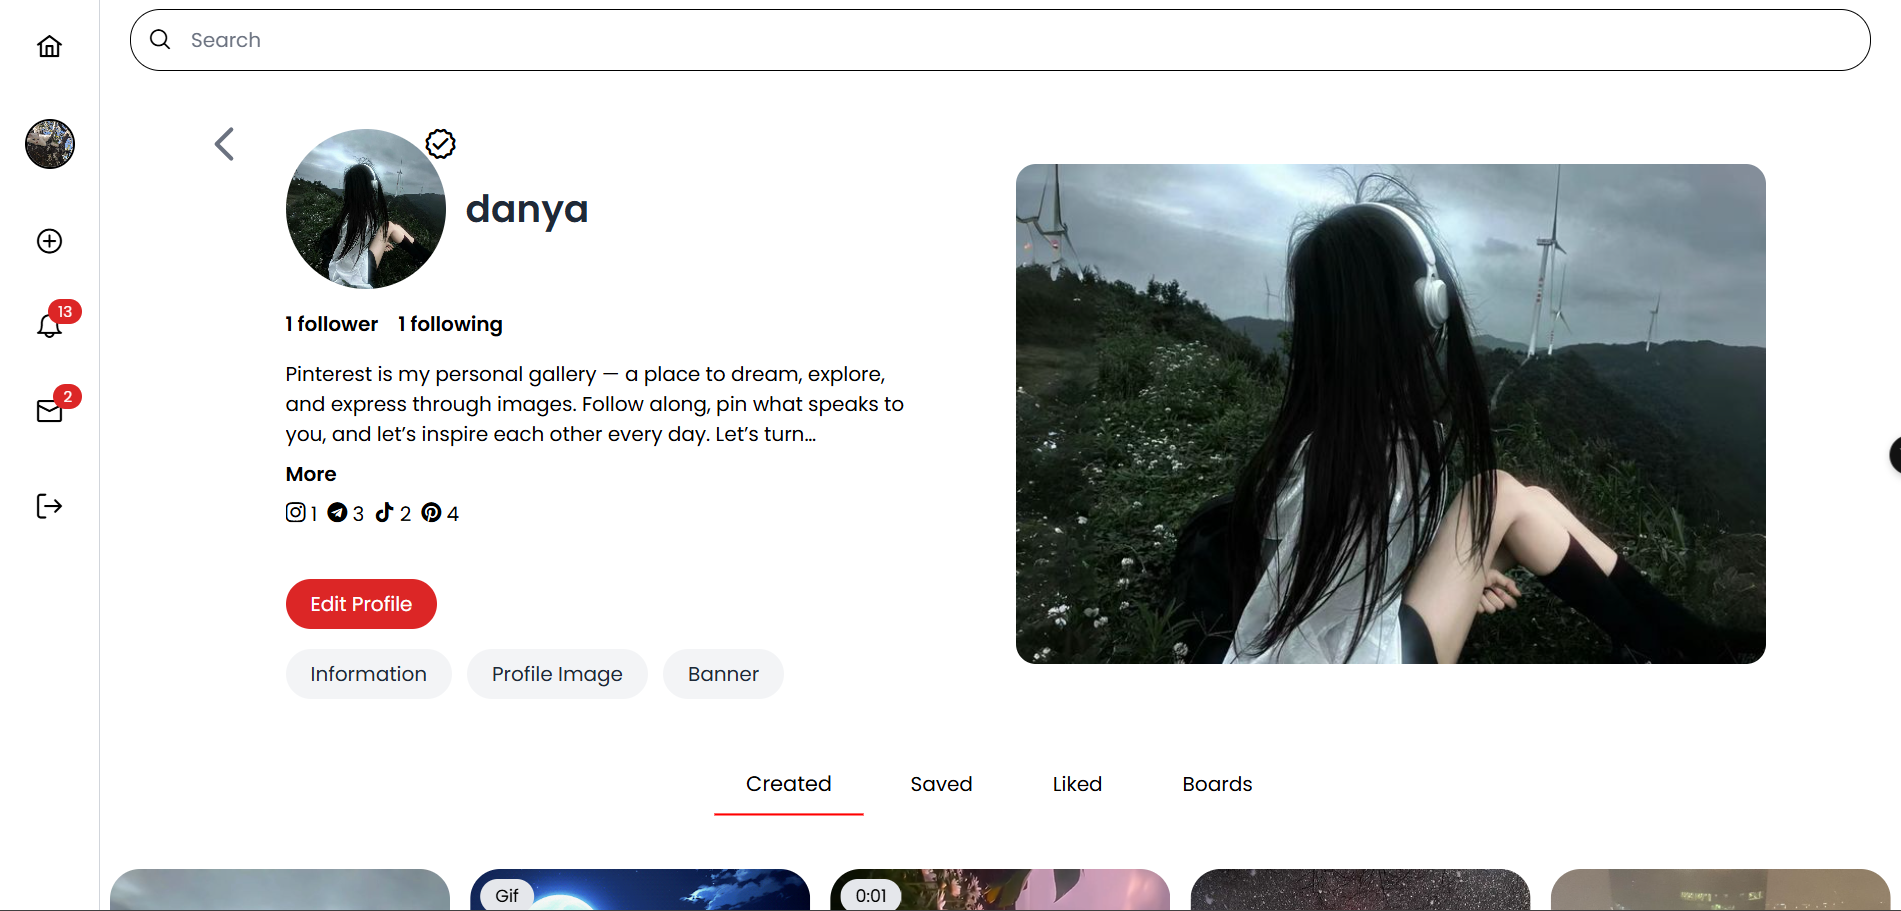 Search
danya
13
1 follower 1 following
Pinterest is my personal gallery — a place to dream, explore,
and express through images. Follow along, pin what speaks to
you, and let’s inspire each other every day. Let’s turn...
2
More
1 3 2 4
Edit Profile
Information Profile Image Banner
Created Saved Liked Boards
Gif 0:01